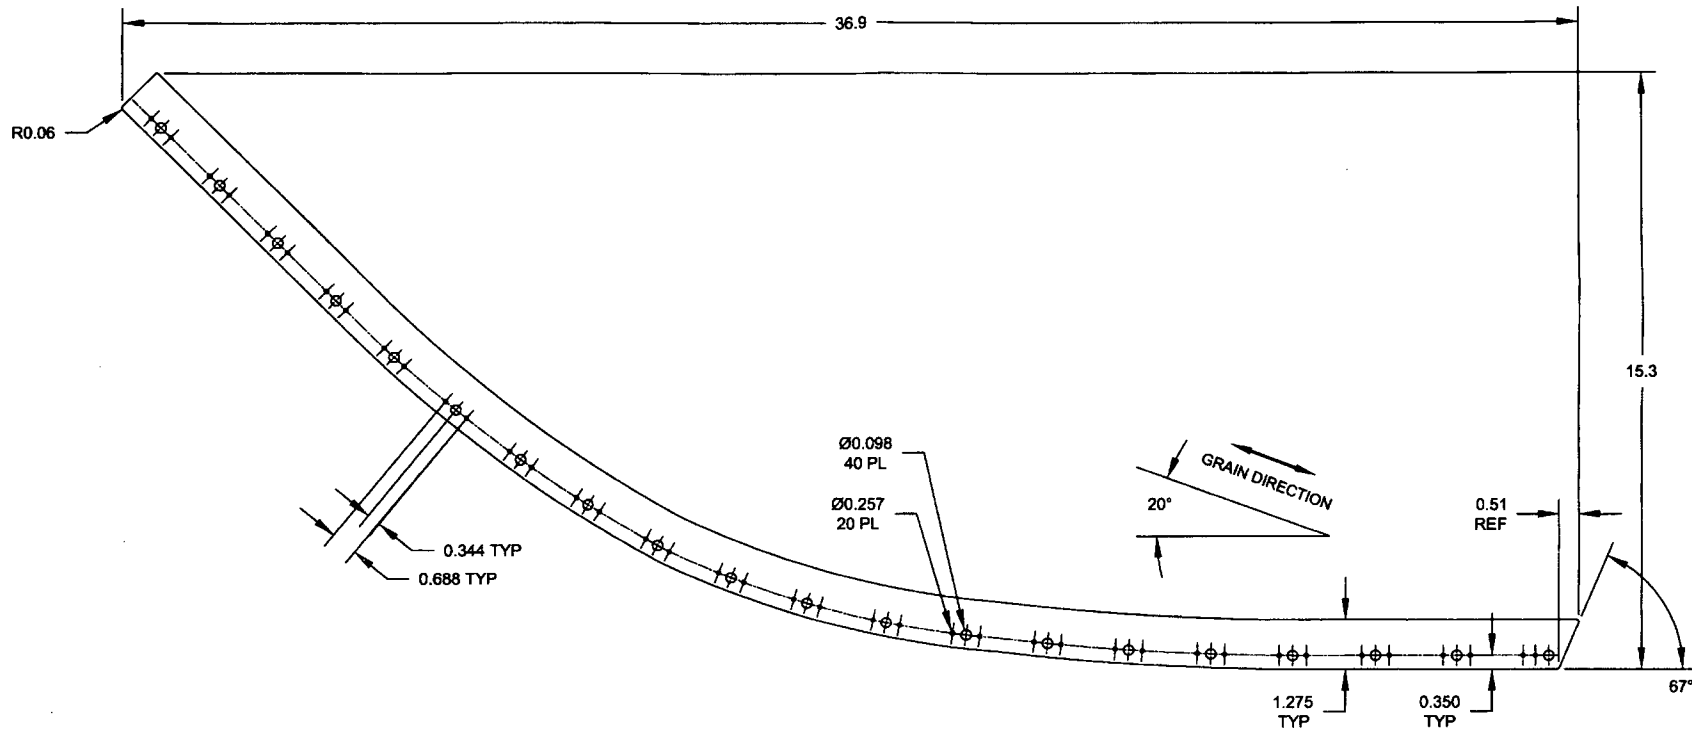 36.9
R0.06
15.3
Ø0.098
40 PL
GRAIN DIRECTION
20°
Ø0.257
20 PL
0.51
REF
0.344 TYP
0.688 TYP
67°
1.275
TYP
0.350
TYP